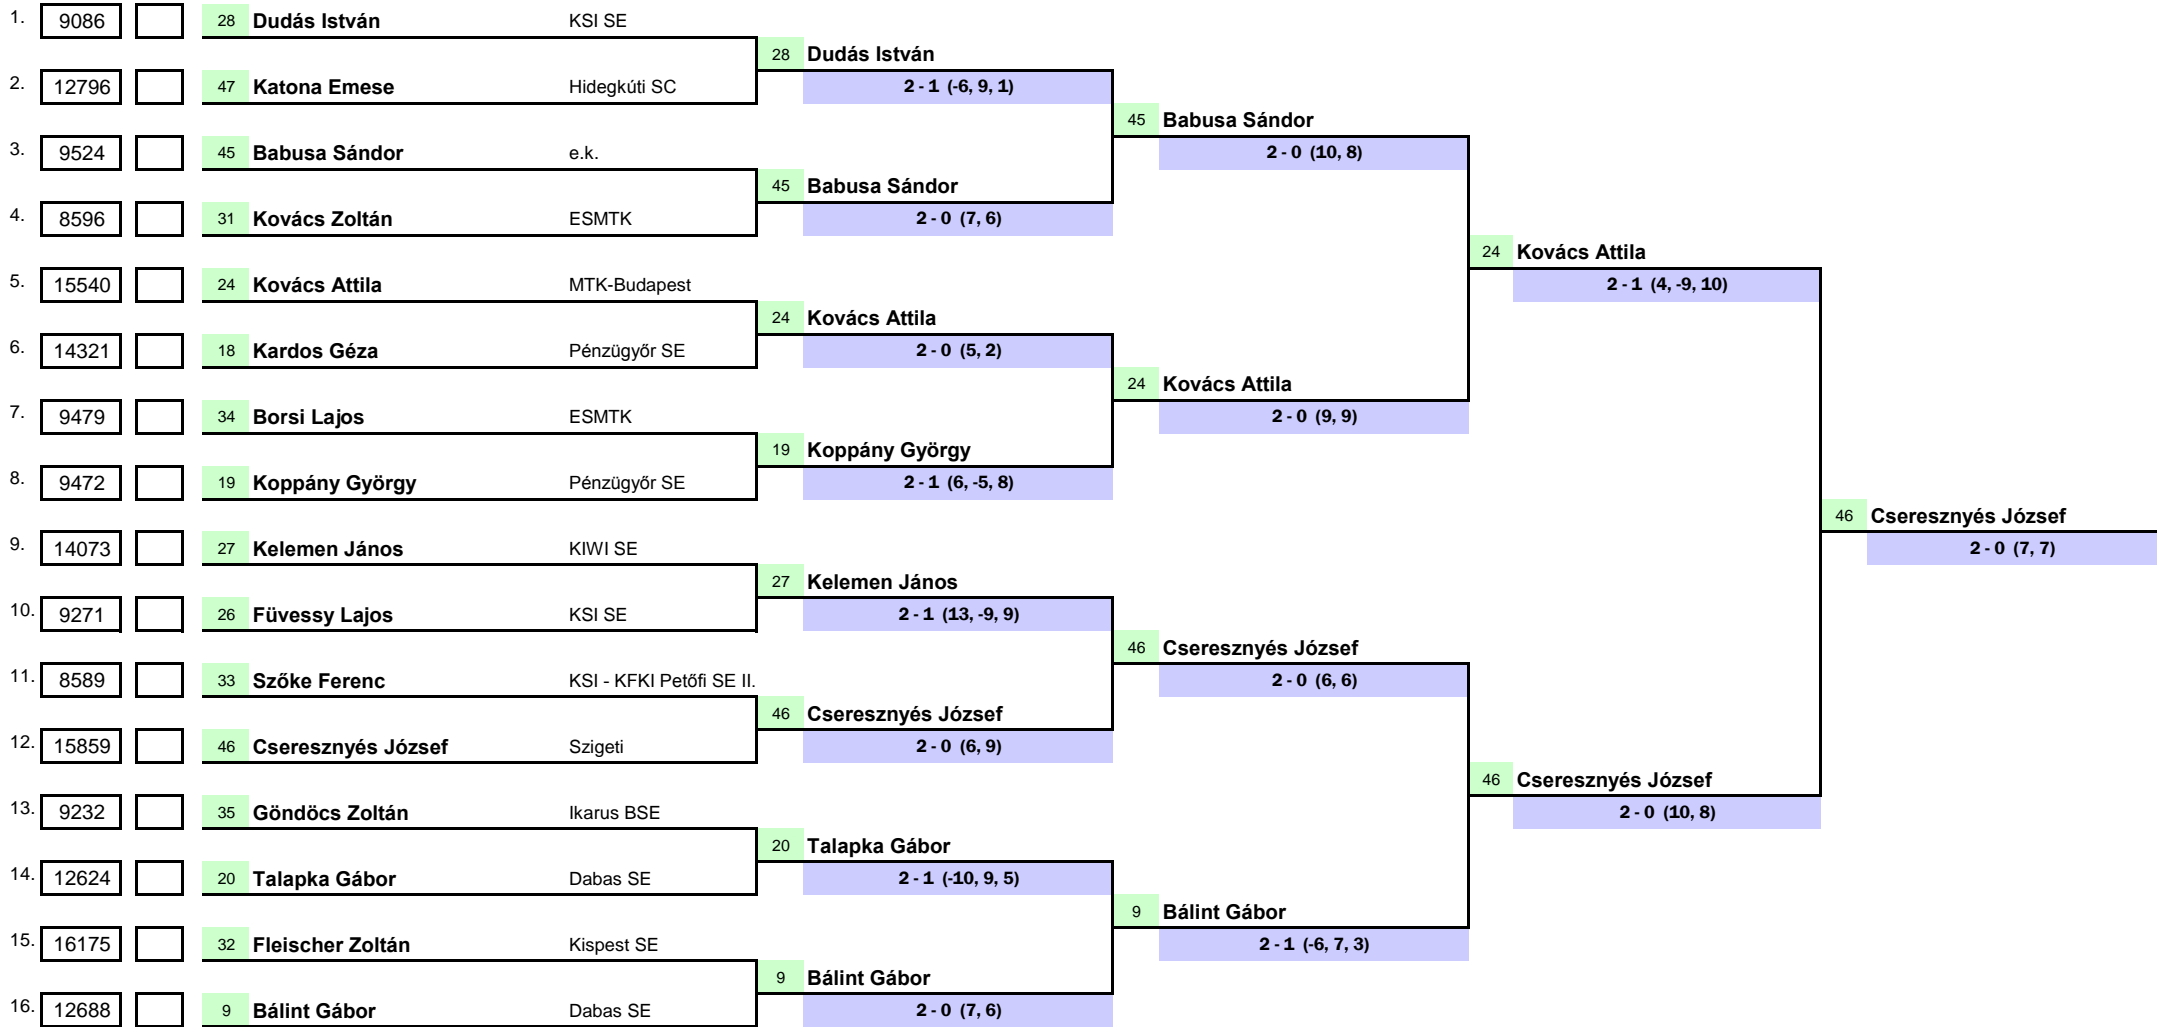 1. 9086 28 Dudás István KSI SE
28 Dudás István
2. 12796 47 Katona Emese Hidegkúti SC 2 - 1 (-6, 9, 1)
45 Babusa Sándor
3. 9524 45 Babusa Sándor e.k. 2 - 0 (10, 8)
45 Babusa Sándor
4. 8596 31 Kovács Zoltán ESMTK 2 - 0 (7, 6)
24 Kovács Attila
5. 15540 24 Kovács Attila MTK-Budapest 2 - 1 (4, -9, 10)
24 Kovács Attila
6. 14321 18 Kardos Géza Pénzügyőr SE 2 - 0 (5, 2)
24 Kovács Attila
7. 9479 34 Borsi Lajos ESMTK 2 - 0 (9, 9)
19 Koppány György
8. 9472 19 Koppány György Pénzügyőr SE 2 - 1 (6, -5, 8)
46 Cseresznyés József
9. 14073 27 Kelemen János KIWI SE 2 - 0 (7, 7)
27 Kelemen János
10. 9271 26 Füvessy Lajos KSI SE 2 - 1 (13, -9, 9)
46 Cseresznyés József
11. 8589 33 Szőke Ferenc KSI - KFKI Petőfi SE II. 2 - 0 (6, 6)
46 Cseresznyés József
12. 15859 46 Cseresznyés József Szigeti 2 - 0 (6, 9)
46 Cseresznyés József
13. 9232 35 Göndöcs Zoltán Ikarus BSE 2 - 0 (10, 8)
20 Talapka Gábor
14. 12624 20 Talapka Gábor Dabas SE 2 - 1 (-10, 9, 5)
9 Bálint Gábor
15. 16175 32 Fleischer Zoltán Kispest SE 2 - 1 (-6, 7, 3)
9 Bálint Gábor
16. 12688 9 Bálint Gábor Dabas SE 2 - 0 (7, 6)